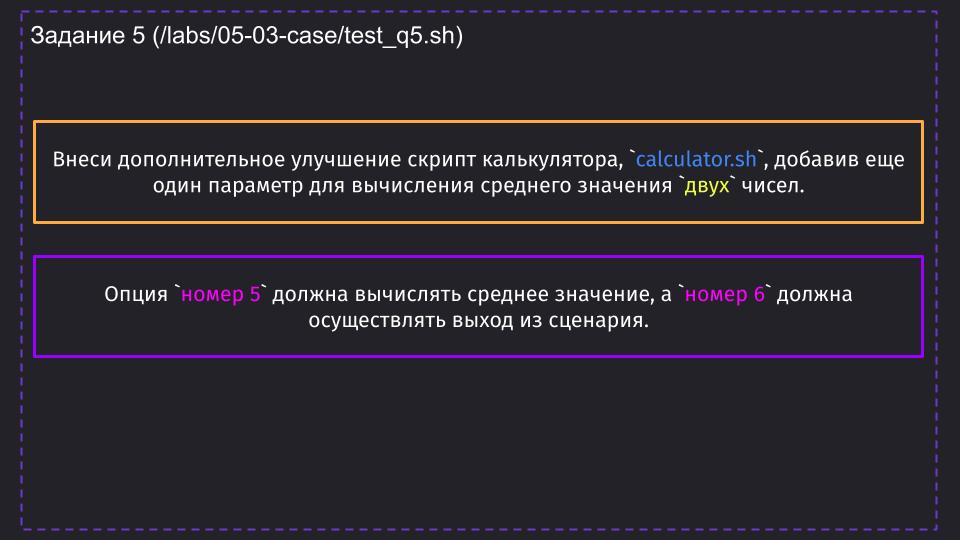 Задание 5 (/labs/05-03-case/test_q5.sh)
Внеси дополнительное улучшение скрипт калькулятора, `calculator.sh`, добавив еще
один параметр для вычисления среднего значения `двух` чисел.
Опция `номер 5` должна вычислять среднее значение, а `номер 6` должна
осуществлять выход из сценария.